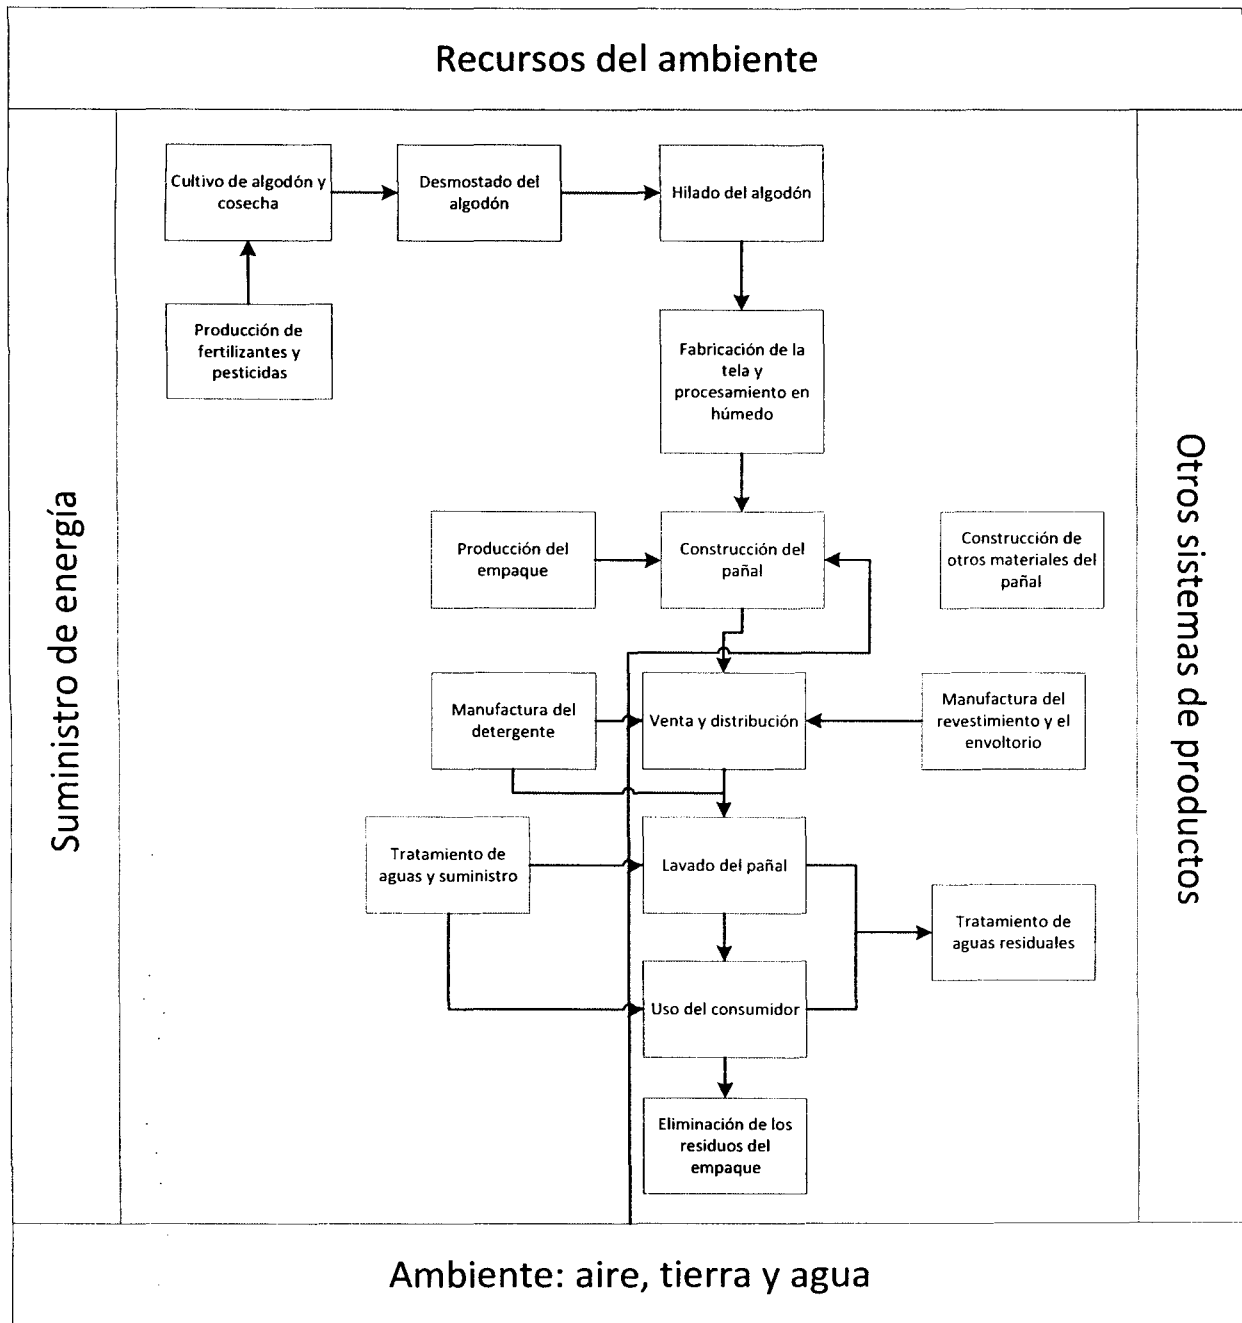 Recursos del ambiente
Suministro de energía
Cultivo de algodón y
cosecha
Desmostado del
algodón
Hilado del algodón
Producción de
fertilizantes y
pesticidas
Fabricación de la
tela y
procesamiento en
húmedo
Producción del
empaque
Construcción del
pañal
Construcción de
otros materiales del
pañal
Manufactura del
detergente
Venta y distribución
Manufactura del
revestimiento y el
envoltorio
Tratamiento de
aguas y suministro
Lavado del pañal
Tratamiento de
aguas residuales
Uso del consumidor
Eliminación de los
residuos del
empaque
Otros sistemas de productos
Ambiente: aire, tierra y agua